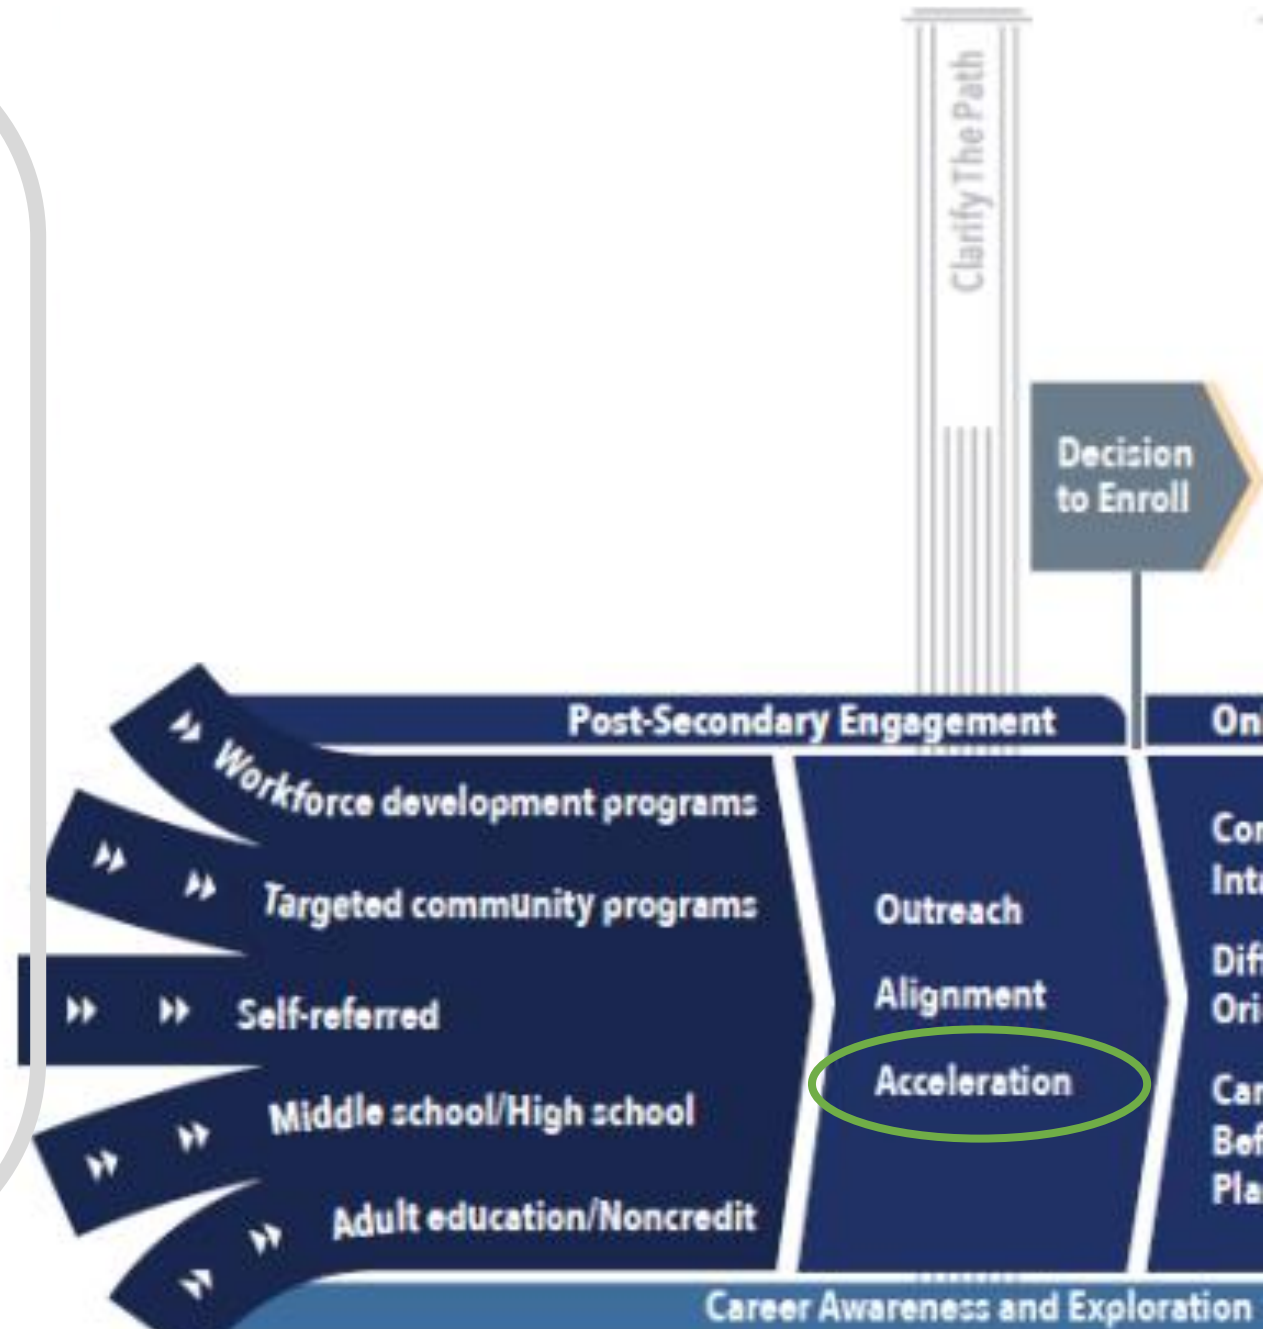 Clarify The Path
Decision
to Enroll
Post-Secondary Engagement
Workforce development programs
Targeted community programs
Self-referred
Middle school/High school
Adult education/Noncredit
Outreach
Alignment
Acceleration
Career Awareness and Exploration